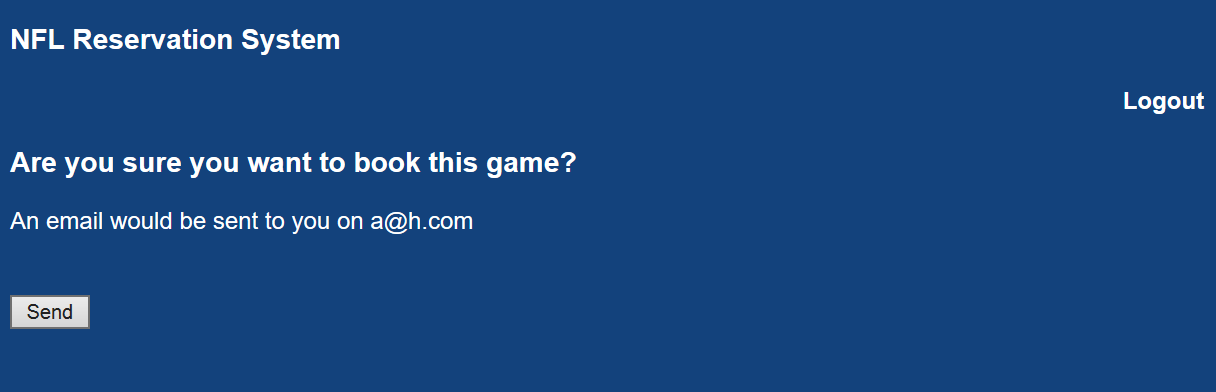 NFL Reservation System
Logout
Are you sure you want to book this game?
An email would be sent to you on a@h.com
Send